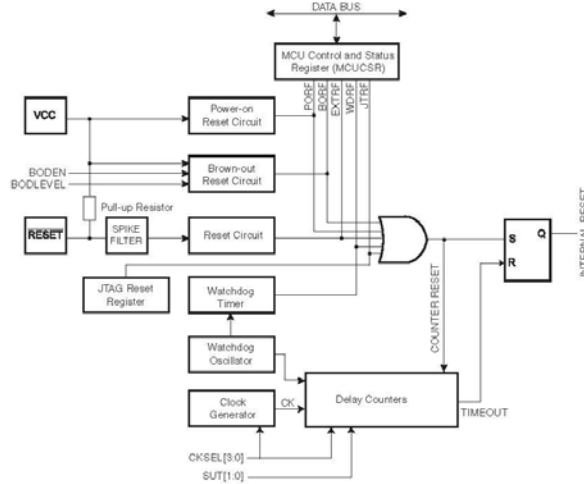 DATA BUS
MCU Control and Status
Register (MCUCSR)
PORF
BORF
EXTRF
WDRF
JTRF
VCC
Power-on
Reset Circuit
BODEN
BODLEVEL
Brown-out
Reset Circuit
Pull-up Resistor
RESET
SPIKE
FILTER
Reset Circuit
JTAG Reset
Register
Watchdog
Timer
Watchdog
Oscillator
Clock
Generator
CK
Delay Counters
CKSEL[3:0]
SUT[1:0]
COUNTER RESET
TIMEOUT
S
Q
R
INTERNAL RESET